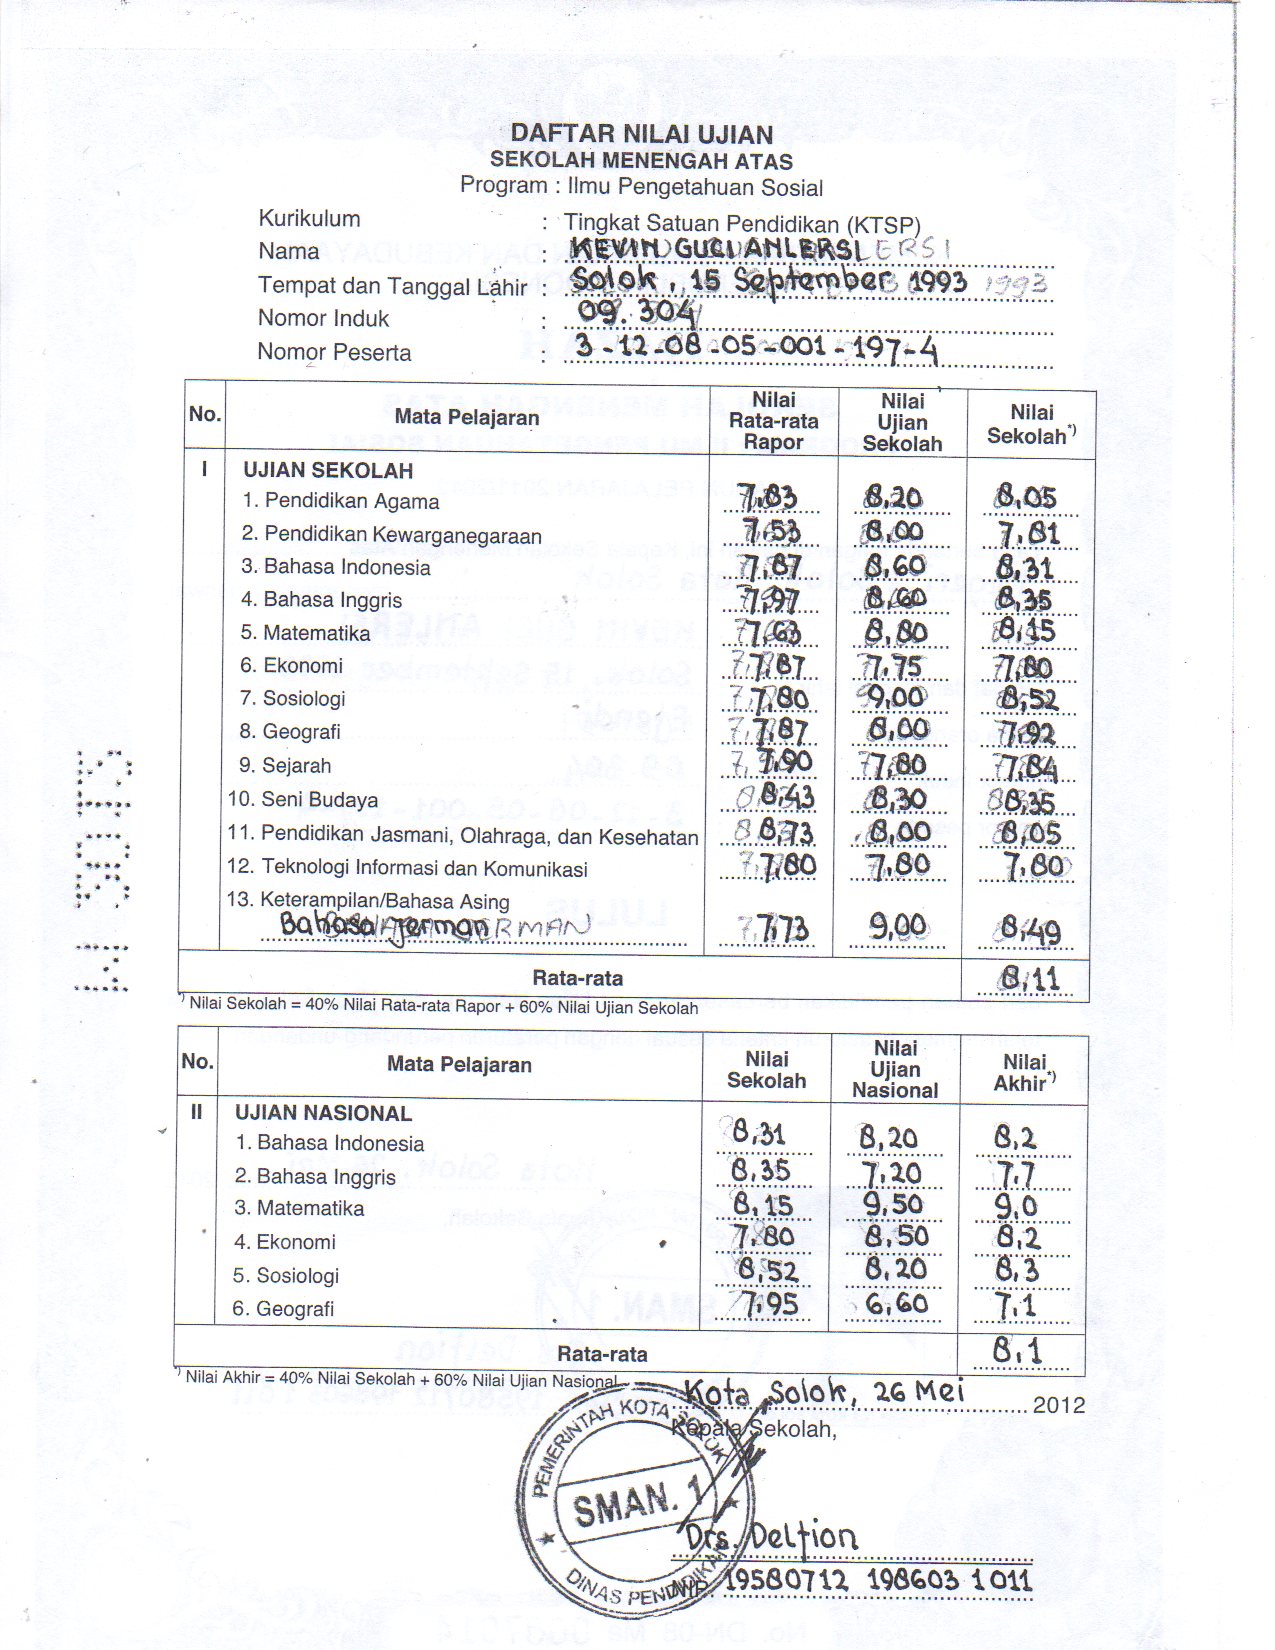 DAFTAR NILAI UJIAN
SEKOLAH MENENGAH ATAS
Program : Ilmu Pengetahuan Sosial
Kurikulum : Tingkat Satuan Pendidikan (KTSP)
Nama : KEVIN GUCI ANLERSI
Tempat dan Tanggal Lahir : Solok, 15 September 1993
Nomor Induk : 09. 304
Nomor Peserta : 3-12-08-05-001-197-4
No. Mata Pelajaran Nilai Rata-rata Rapor Nilai Ujian Sekolah Nilai Sekolah*)
I UJIAN SEKOLAH
1. Pendidikan Agama 7,83 8,20 8,05
2. Pendidikan Kewarganegaraan 7,53 8,00 7,81
3. Bahasa Indonesia 7,87 8,60 8,31
4. Bahasa Inggris 7,97 8,60 8,35
5. Matematika 7,63 8,80 8,15
6. Ekonomi 7,87 7,75 7,80
7. Sosiologi 7,80 9,00 8,52
8. Geografi 7,87 8,00 7,92
9. Sejarah 7,90 7,80 7,84
10. Seni Budaya 8,43 8,30 8,35
11. Pendidikan Jasmani, Olahraga, dan Kesehatan 8,73 8,00 8,05
12. Teknologi Informasi dan Komunikasi 7,80 7,80 7,80
13. Keterampilan/Bahasa Asing
Bahasa Jerman 7,73 9,00 8,49
Rata-rata 8,11
*) Nilai Sekolah = 40% Nilai Rata-rata Rapor + 60% Nilai Ujian Sekolah
No. Mata Pelajaran Nilai Sekolah Nilai Ujian Nasional Nilai Akhir*)
II UJIAN NASIONAL
1. Bahasa Indonesia 8,31 8,20 8,2
2. Bahasa Inggris 8,35 7,20 7,7
3. Matematika 8,15 9,50 9,0
4. Ekonomi 7,80 8,50 8,2
5. Sosiologi 8,52 8,20 8,3
6. Geografi 7,95 6,60 7,1
Rata-rata 8,1
*) Nilai Akhir = 40% Nilai Sekolah + 60% Nilai Ujian Nasional
Kota Solok, 26 Mei 2012
Kepala Sekolah,
PEMERINTAH KOTA SOLOK
SMAN. 1
DINAS PENDIDIKAN
Drs. Delfion
NIP. 19580712 198603 1 011